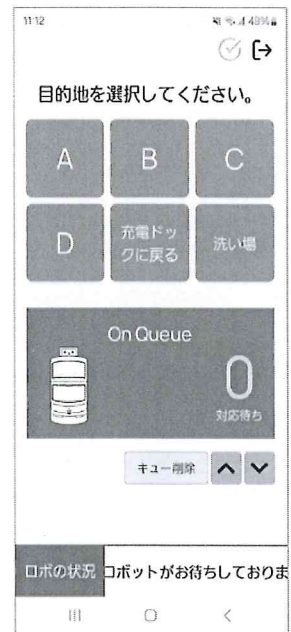 11:12
49%
目的地を選択してください。
A
B
C
D
充電ドッ
クに戻る
洗い場
On Queue
0
対応待ち
キュー削除
ロボの状況
ロボットがお待ちしておりま